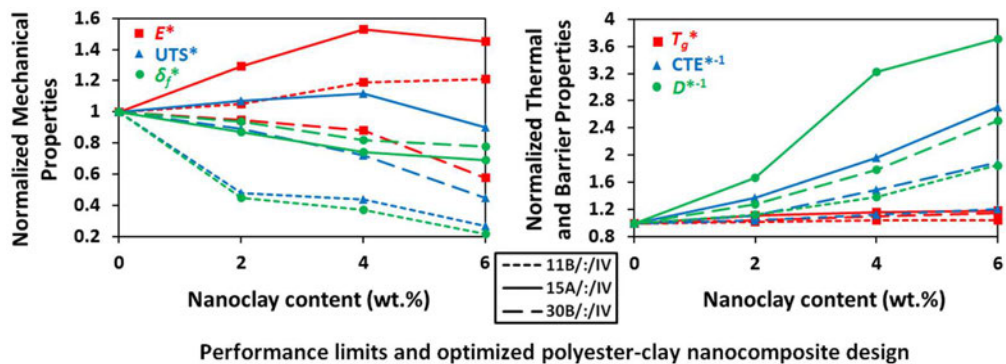 Normalized Mechanical
Properties
1.6
1.4
1.2
1
0.8
0.6
0.4
0.2
E*
UTS*
δf*
0 2 4 6
Nanoclay content (wt.%)
Normalized Thermal
and Barrier Properties
3.6
3.2
2.8
2.4
2
1.6
1.2
0.8
Tg*
CTE*-1
D*-1
0 2 4 6
Nanoclay content (wt.%)
11B/:/IV
15A/:/IV
30B/:/IV
Performance limits and optimized polyester-clay nanocomposite design